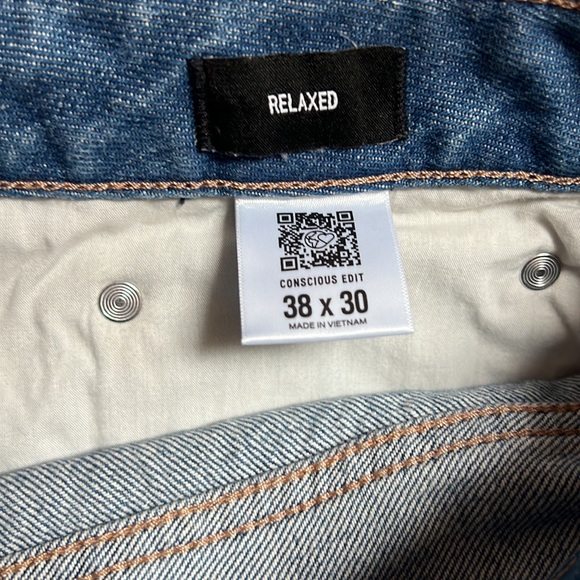 RELAXED
CONSCIOUS EDIT
38 x 30
MADE IN VIETNAM